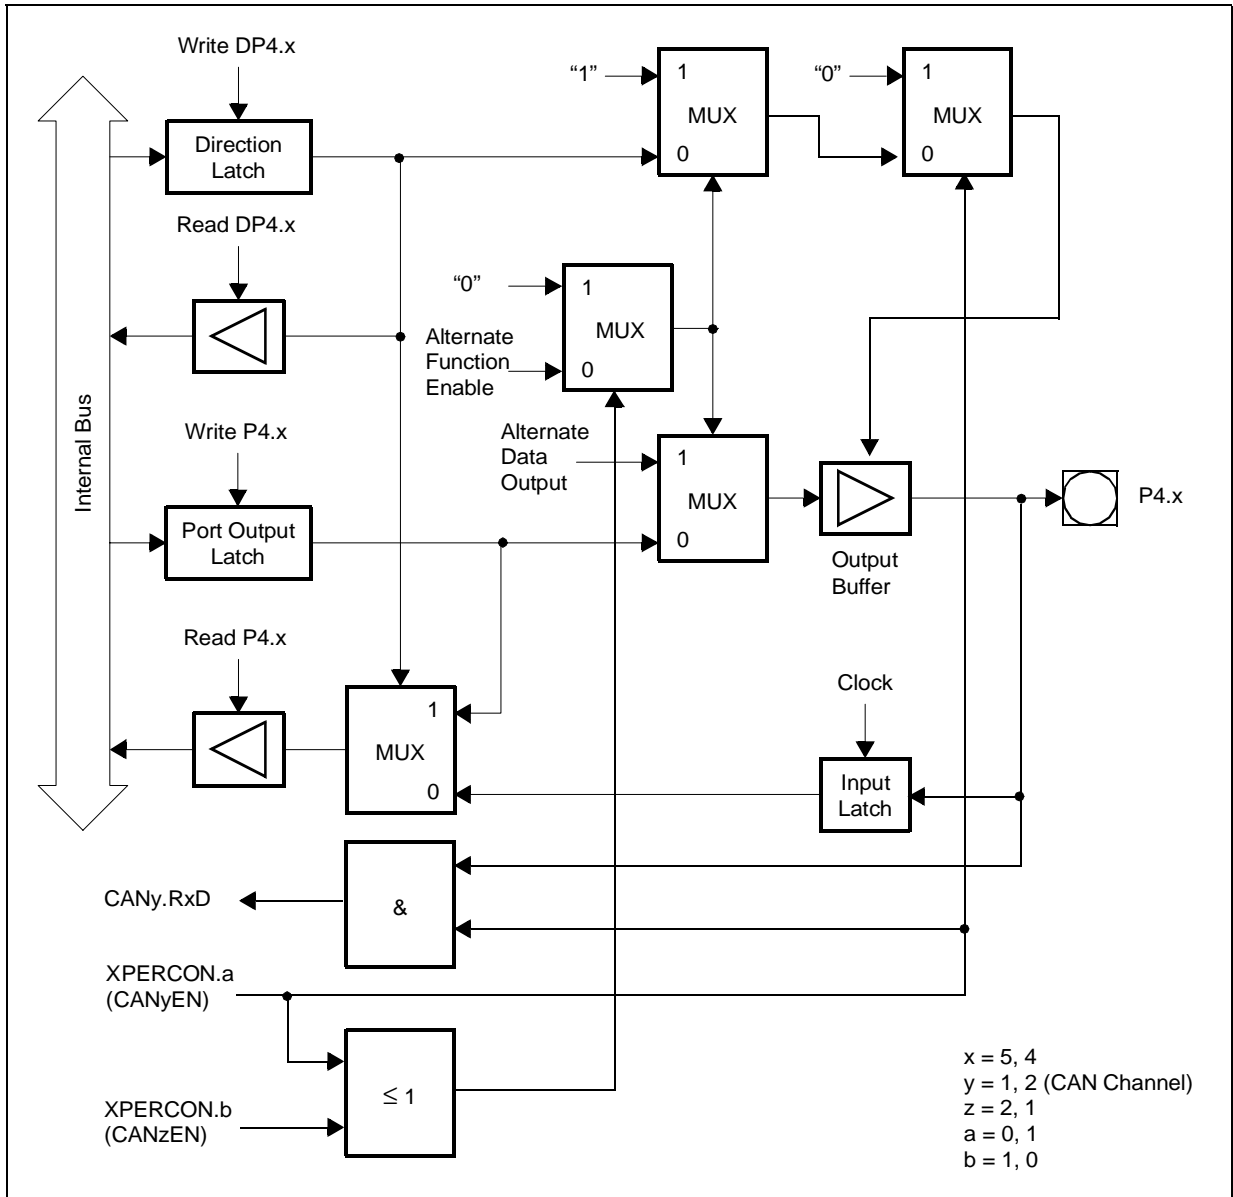 Write DP4.x
“1”
1
MUX
0
“0”
1
MUX
0
Direction
Latch
Read DP4.x
“0”
1
MUX
0
Alternate
Function
Enable
Internal Bus
Write P4.x
Alternate
Data
Output
1
MUX
0
P4.x
Port Output
Latch
Output
Buffer
Read P4.x
Clock
1
MUX
0
Input
Latch
CANy.RxD
&
XPERCON.a
(CANyEN)
≤ 1
XPERCON.b
(CANzEN)
x = 5, 4
y = 1, 2 (CAN Channel)
z = 2, 1
a = 0, 1
b = 1, 0